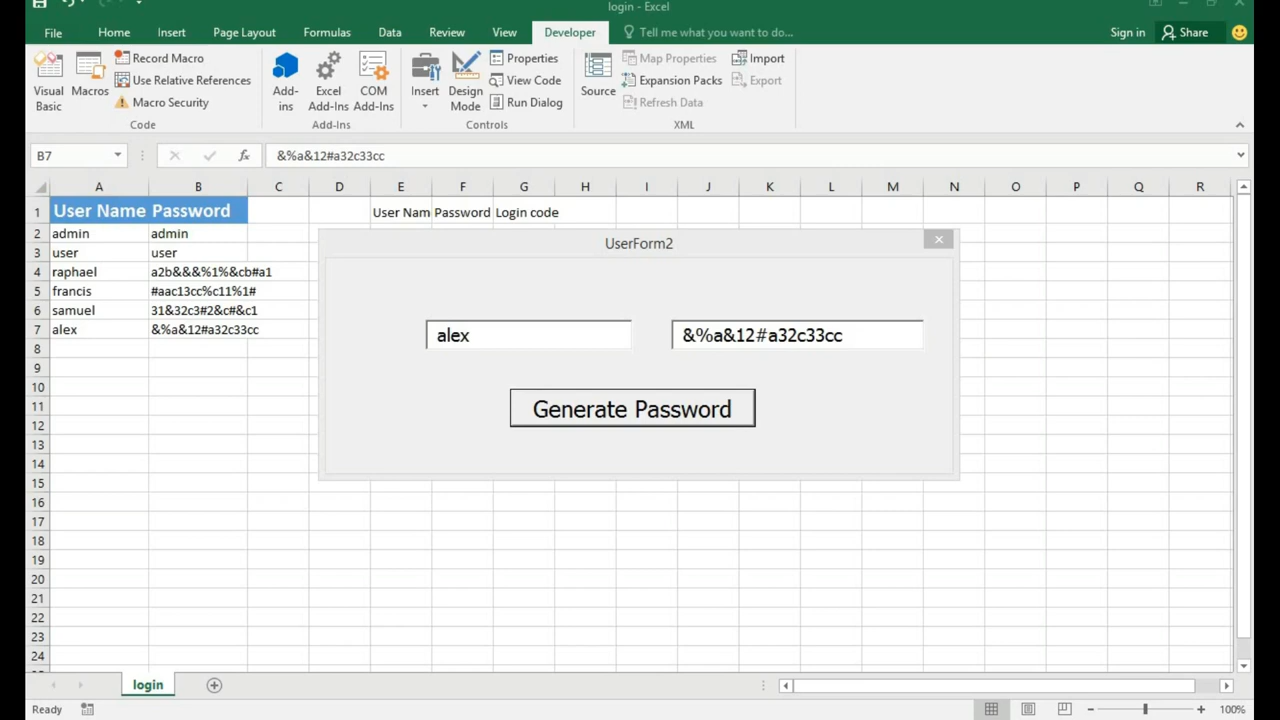 login - Excel
File Home Insert Page Layout Formulas Data Review View Developer Tell me what you want to do... Sign in Share
Visual Basic
Macros
Record Macro
Use Relative References
Macro Security
Code
Add-ins
Excel Add-Ins
COM Add-Ins
Add-Ins
Insert
Design Mode
Properties
View Code
Run Dialog
Controls
Source
Map Properties
Expansion Packs
Refresh Data
Import
Export
XML
B7 fx &%a&12#a32c33cc
A B C D E F G H I J K L M N O P Q R
1 User Name Password User Nam Password Login code
2 admin admin
3 user user
4 raphael a2b&&&%1%&cb#a1
5 francis #aac13cc%c11%1#
6 samuel 31&32c3#2&c#&c1
7 alex &%a&12#a32c33cc
8
9
10
11
12
13
14
15
16
17
18
19
20
21
22
23
24
UserForm2
alex &%a&12#a32c33cc
Generate Password
login
Ready 100%